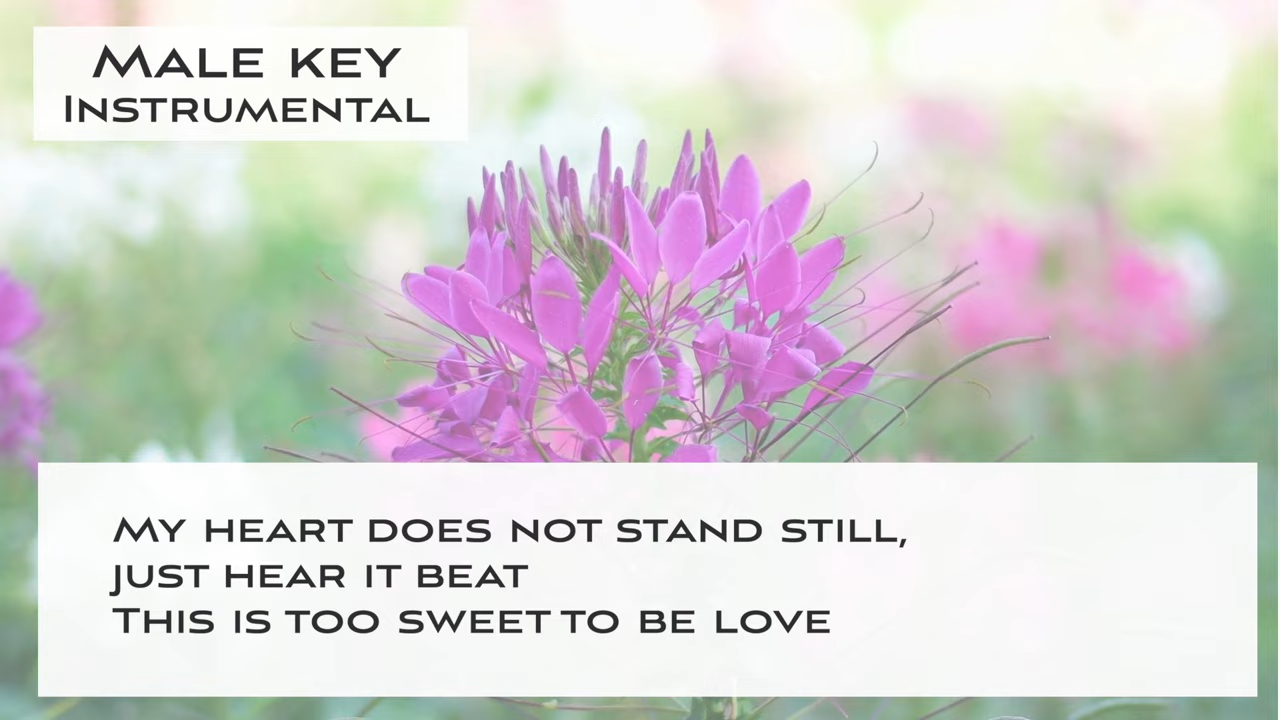 Male key
Instrumental
My heart does not stand still,
just hear it beat
This is too sweet to be love